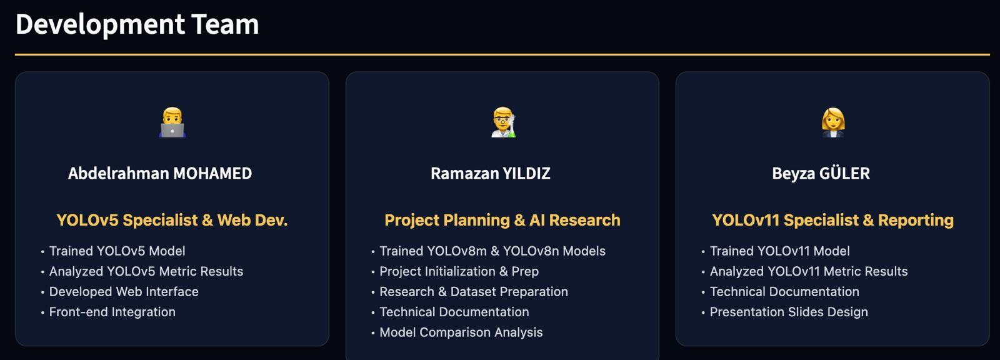 Development Team
Abdelrahman MOHAMED
YOLOv5 Specialist & Web Dev.
• Trained YOLOv5 Model
• Analyzed YOLOv5 Metric Results
• Developed Web Interface
• Front-end Integration
Ramazan YILDIZ
Project Planning & AI Research
• Trained YOLOv8m & YOLOv8n Models
• Project Initialization & Prep
• Research & Dataset Preparation
• Technical Documentation
• Model Comparison Analysis
Beyza GÜLER
YOLOv11 Specialist & Reporting
• Trained YOLOv11 Model
• Analyzed YOLOv11 Metric Results
• Technical Documentation
• Presentation Slides Design